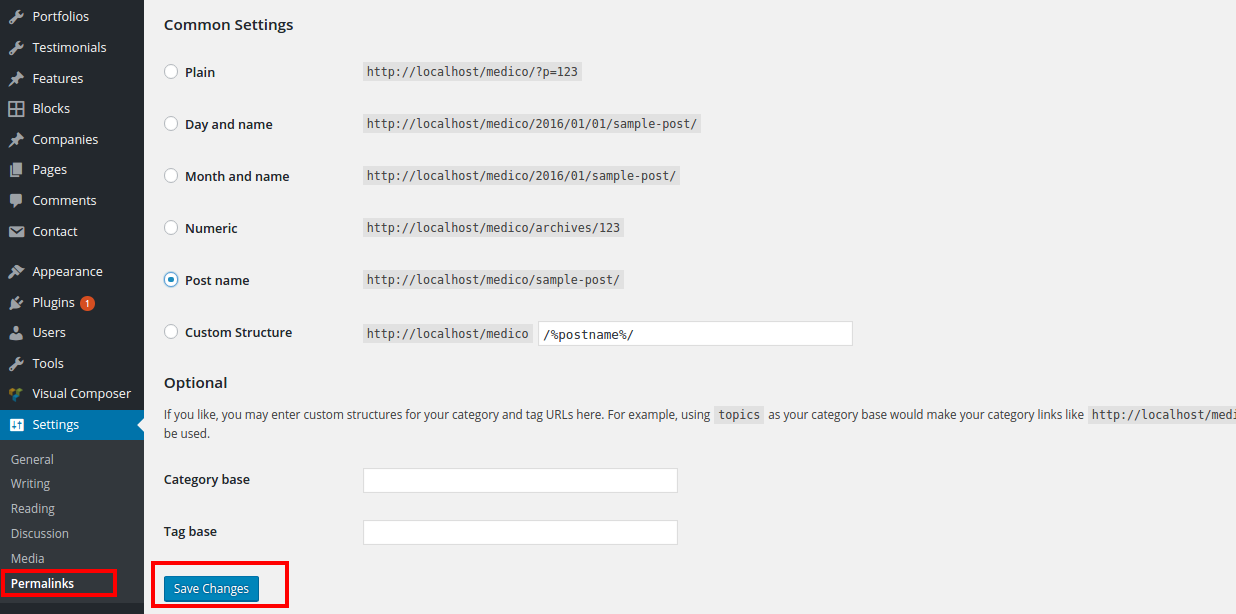 Portfolios
Testimonials
Features
Blocks
Companies
Pages
Comments
Contact
Appearance
Plugins 1
Users
Tools
Visual Composer
Settings
General
Writing
Reading
Discussion
Media
Permalinks
Common Settings
Plain http://localhost/medico/?p=123
Day and name http://localhost/medico/2016/01/01/sample-post/
Month and name http://localhost/medico/2016/01/sample-post/
Numeric http://localhost/medico/archives/123
Post name http://localhost/medico/sample-post/
Custom Structure http://localhost/medico /%postname%/
Optional
If you like, you may enter custom structures for your category and tag URLs here. For example, using topics as your category base would make your category links like http://localhost/medi
be used.
Category base
Tag base
Save Changes